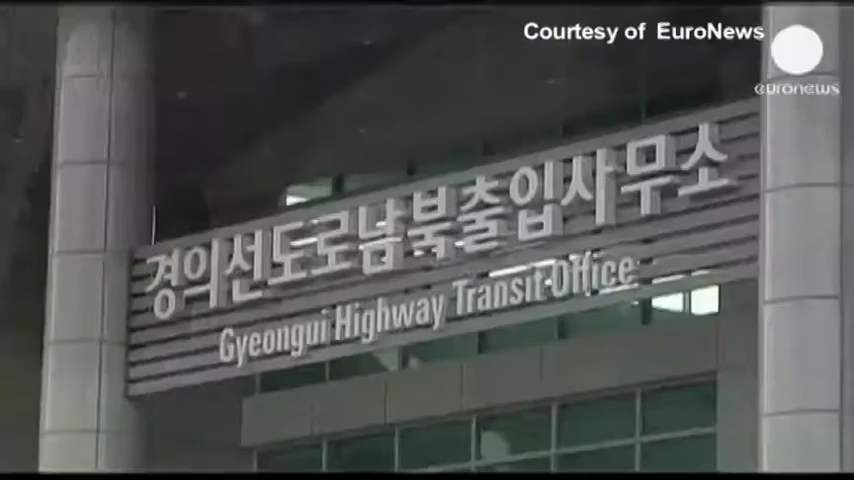 Courtesy of EuroNews
euronews
경의선도로남북출입사무소
Gyeongui Highway Transit Office